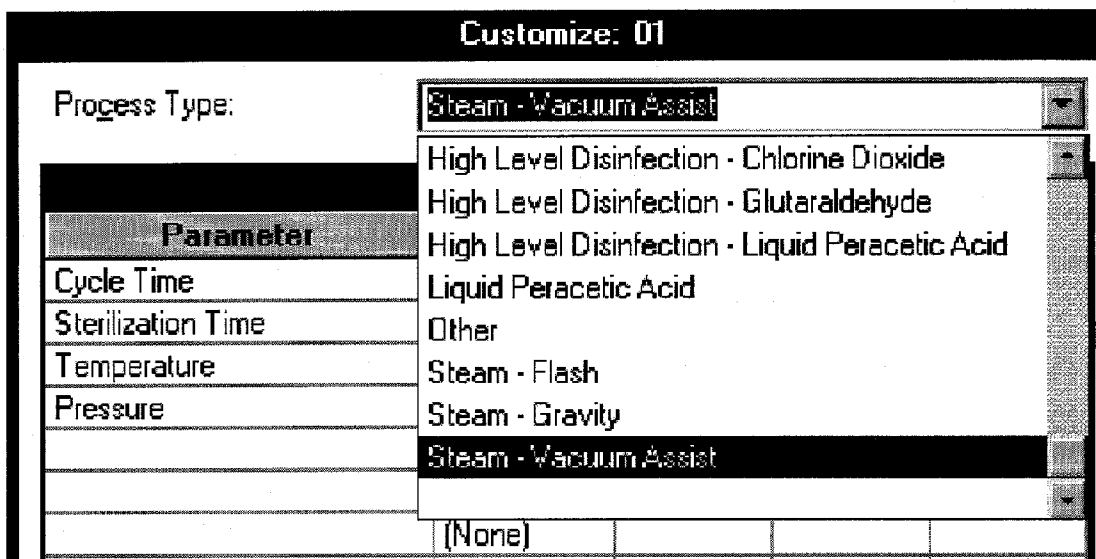 Customize: 01
Process Type:
Steam - Vacuum Assist
High Level Disinfection - Chlorine Dioxide
High Level Disinfection - Glutaraldehyde
High Level Disinfection - Liquid Peracetic Acid
Liquid Peracetic Acid
Other
Steam - Flash
Steam - Gravity
Steam - Vacuum Assist
Parameter
Cycle Time
Sterilization Time
Temperature
Pressure
(None)